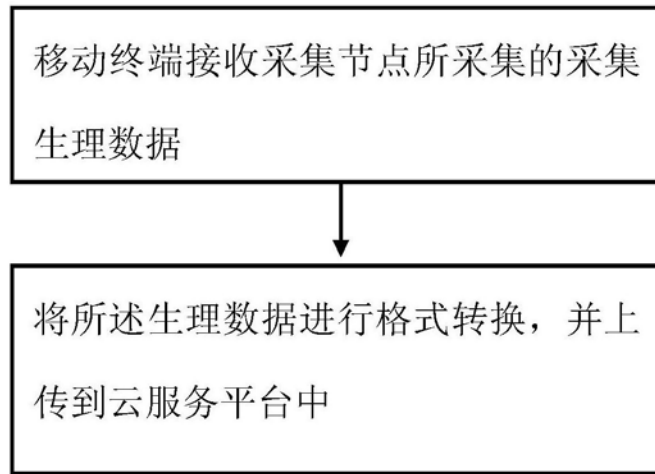 移动终端接收采集节点所采集的采集
生理数据
将所述生理数据进行格式转换，并上
传到云服务平台中